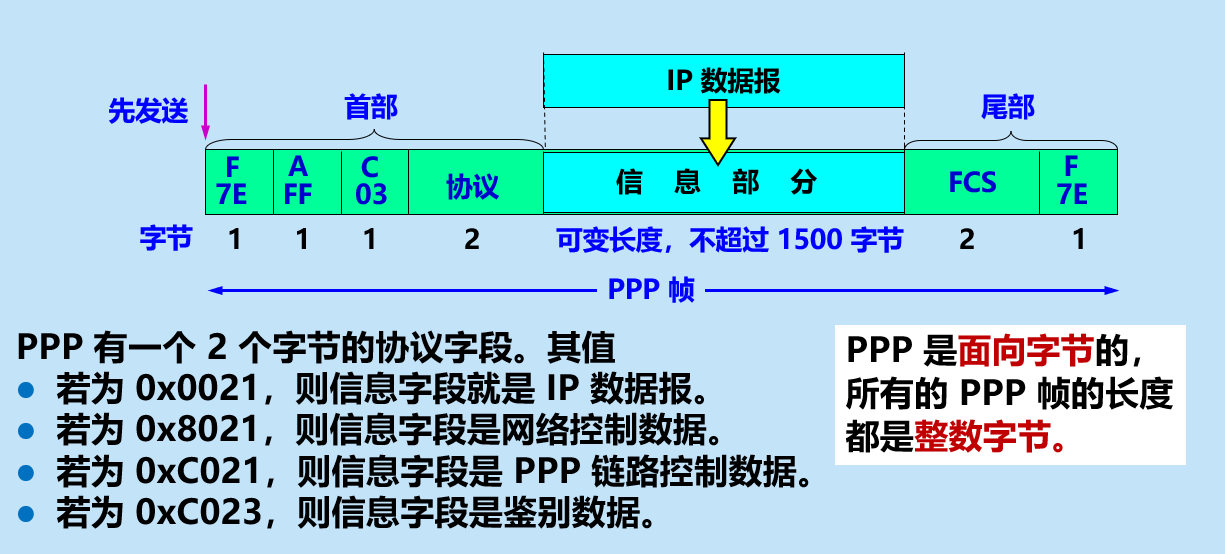 IP 数据报
先发送
首部
尾部
F A C F
7E FF 03 协议 信 息 部 分 FCS 7E
字节 1 1 1 2 可变长度，不超过 1500 字节 2 1
PPP 帧
PPP 有一个 2 个字节的协议字段。其值
若为 0x0021，则信息字段就是 IP 数据报。
若为 0x8021，则信息字段是网络控制数据。
若为 0xC021，则信息字段是 PPP 链路控制数据。
若为 0xC023，则信息字段是鉴别数据。
PPP 是面向字节的，
所有的 PPP 帧的长度
都是整数字节。